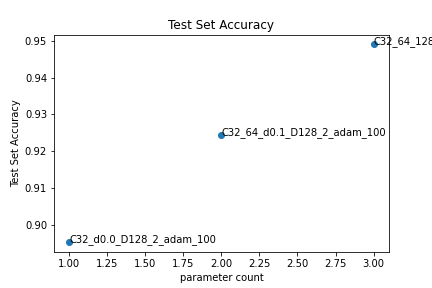 Test Set Accuracy
0.95
C32_64_128
0.94
0.93
C32_64_d0.1_D128_2_adam_100
0.92
0.91
0.90
C32_d0.0_D128_2_adam_100
Test Set Accuracy
1.00 1.25 1.50 1.75 2.00 2.25 2.50 2.75 3.00
parameter count